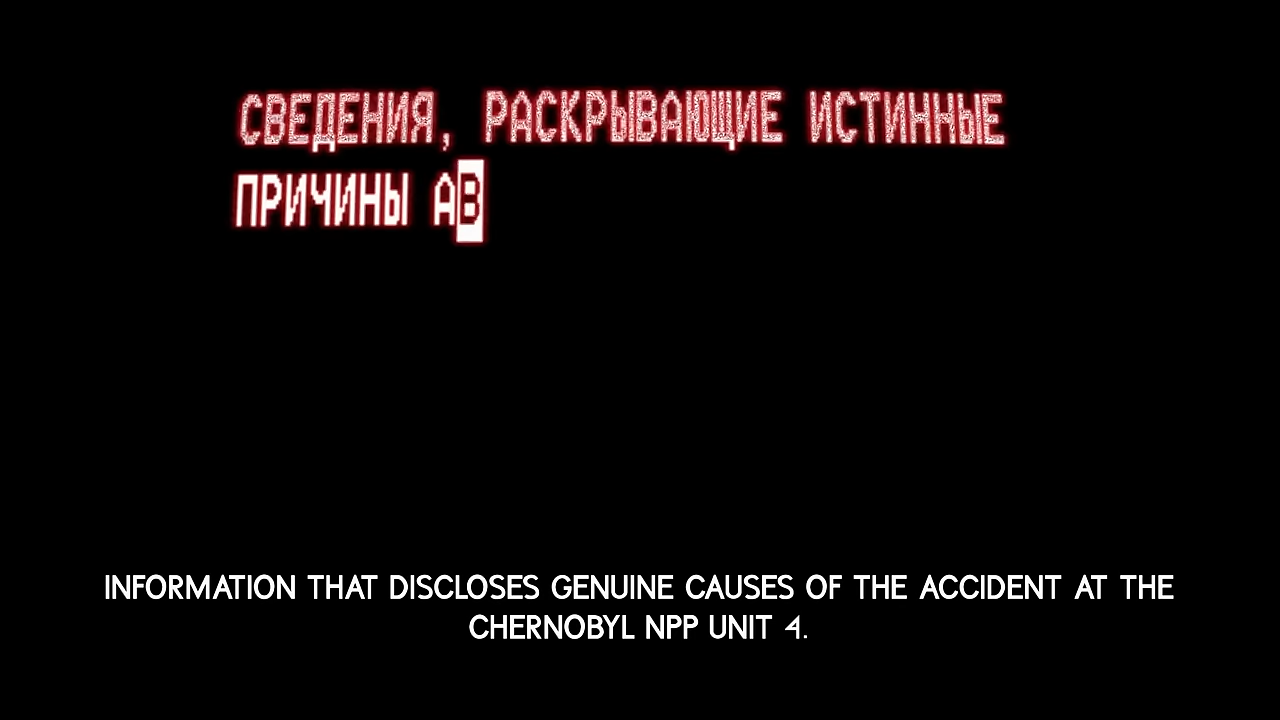 СВЕДЕНИЯ, РАСКРЫВАЮЩИЕ ИСТИННЫЕ
ПРИЧИНЫ АВ
INFORMATION THAT DISCLOSES GENUINE CAUSES OF THE ACCIDENT AT THE
CHERNOBYL NPP UNIT 4.